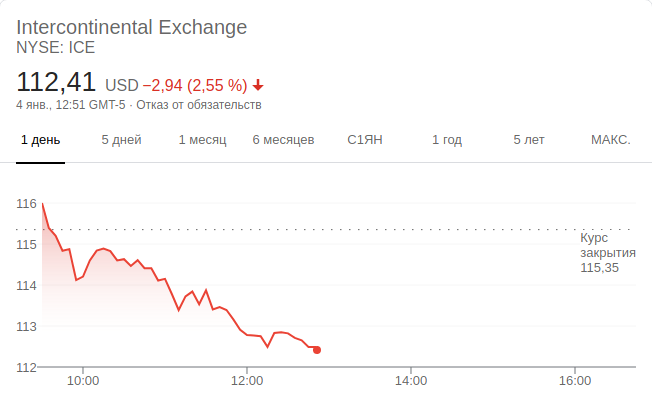 Intercontinental Exchange
NYSE: ICE
112,41 USD −2,94 (2,55 %)
4 янв., 12:51 GMT-5 · Отказ от обязательств
1 день 5 дней 1 месяц 6 месяцев С1ЯН 1 год 5 лет МАКС.
116
115
114
113
112
Курс
закрытия
115,35
10:00 12:00 14:00 16:00